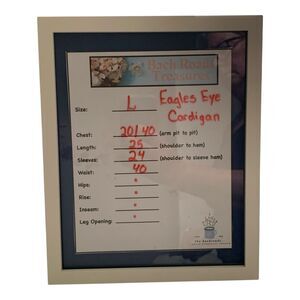 Back Road
Treasures
Size: L Eagles Eye
Cardigan
Chest: 20/40 (arm pit to pit)
Length: 25 (shoulder to hem)
Sleeves: 24 (shoulder to sleeve hem)
Waist: 40
Hips:
Rise:
Inseam:
Leg Opening: